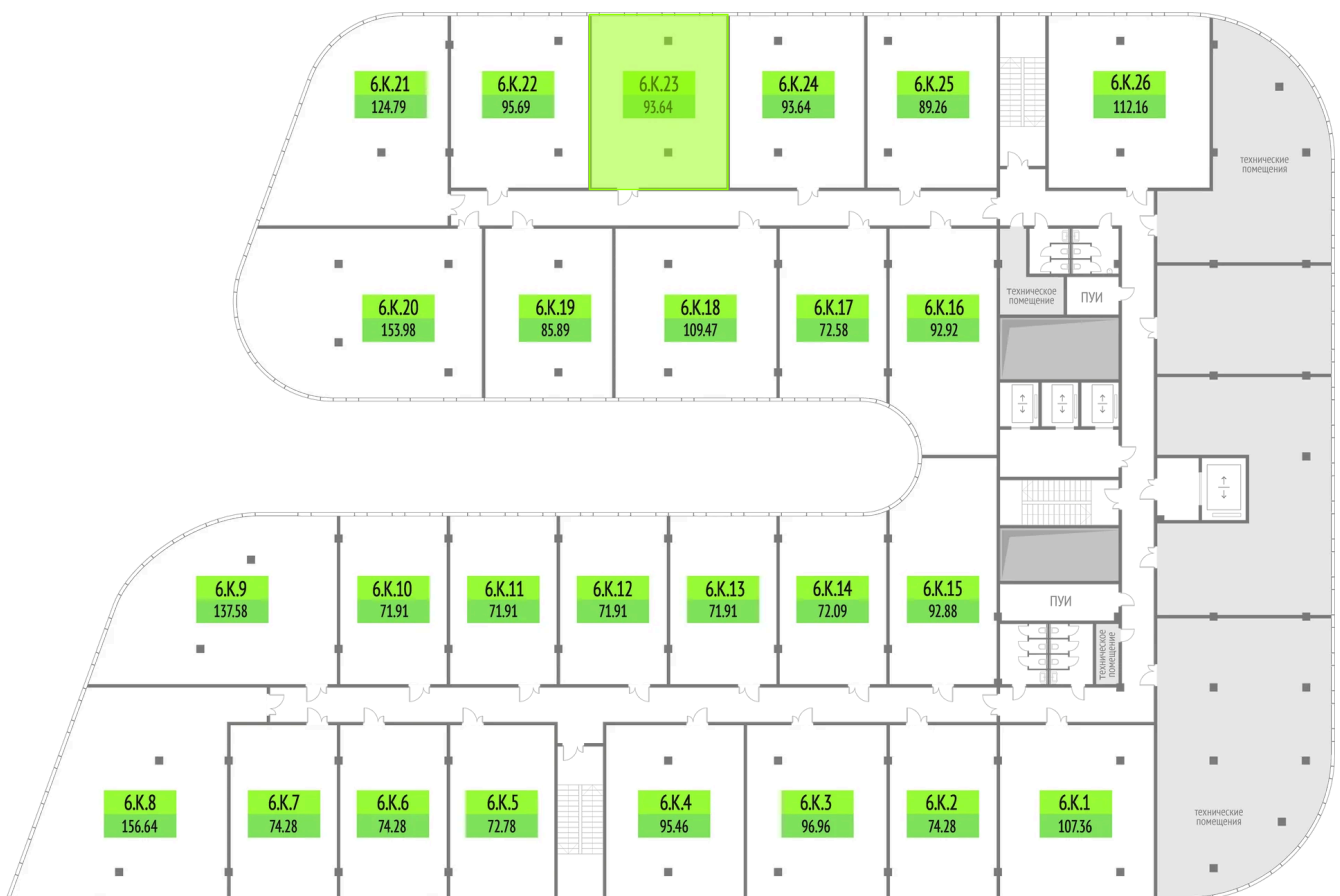 6.К.21
124.79
6.К.22
95.69
6.К.23
93.64
6.К.24
93.64
6.К.25
89.26
6.К.26
112.16
технические
помещения
6.К.20
153.98
6.К.19
85.89
6.К.18
109.47
6.К.17
72.58
6.К.16
92.92
техническое
помещение
ПУИ
6.К.9
137.58
6.К.10
71.91
6.К.11
71.91
6.К.12
71.91
6.К.13
71.91
6.К.14
72.09
6.К.15
92.88
ПУИ
техническое
помещение
6.К.8
156.64
6.К.7
74.28
6.К.6
74.28
6.К.5
72.78
6.К.4
95.46
6.К.3
96.96
6.К.2
74.28
6.К.1
107.36
технические
помещения